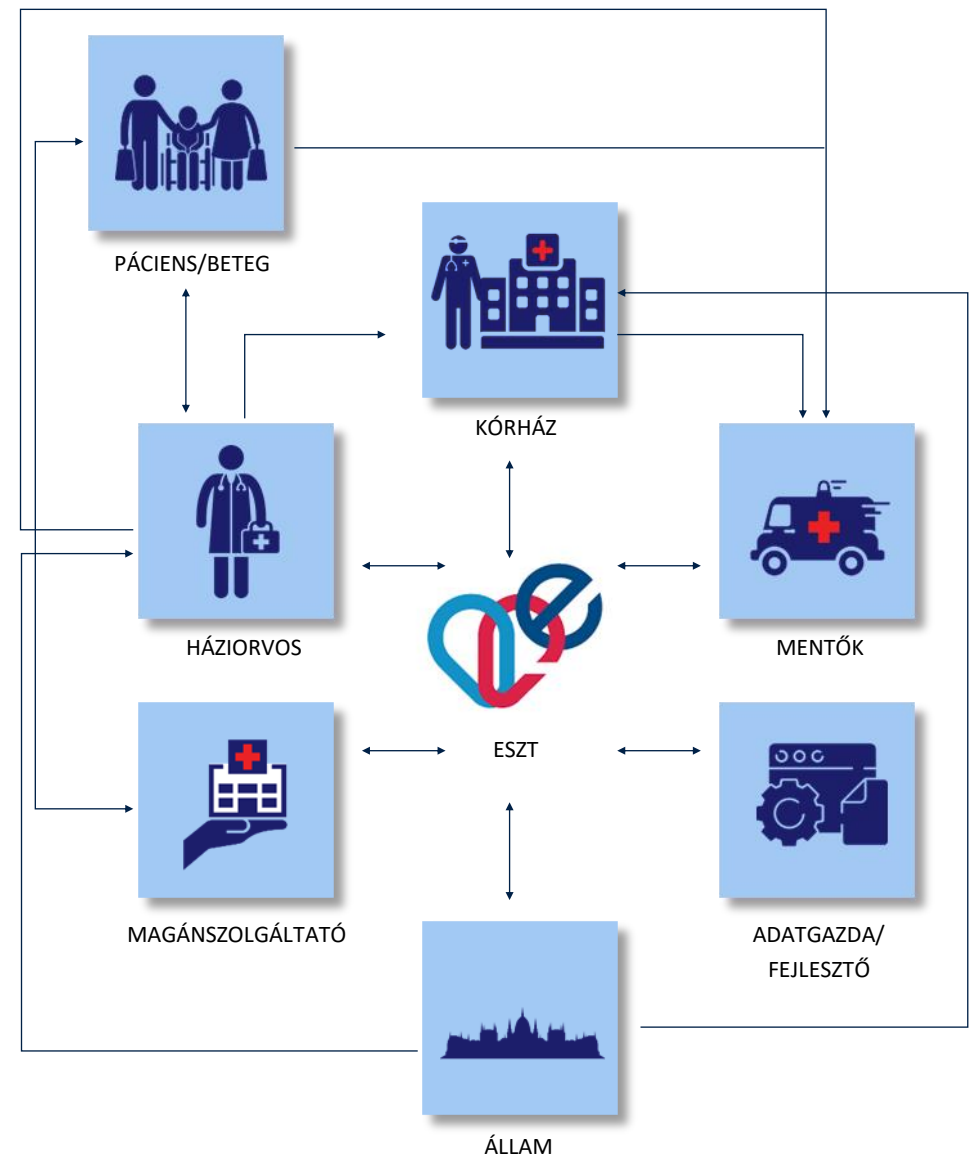 PÁCIENS/BETEG
KÓRHÁZ
HÁZIORVOS
MENTŐK
ESZT
MAGÁNSZOLGÁLTATÓ
ADATGAZDA/
FEJLESZTŐ
ÁLLAM